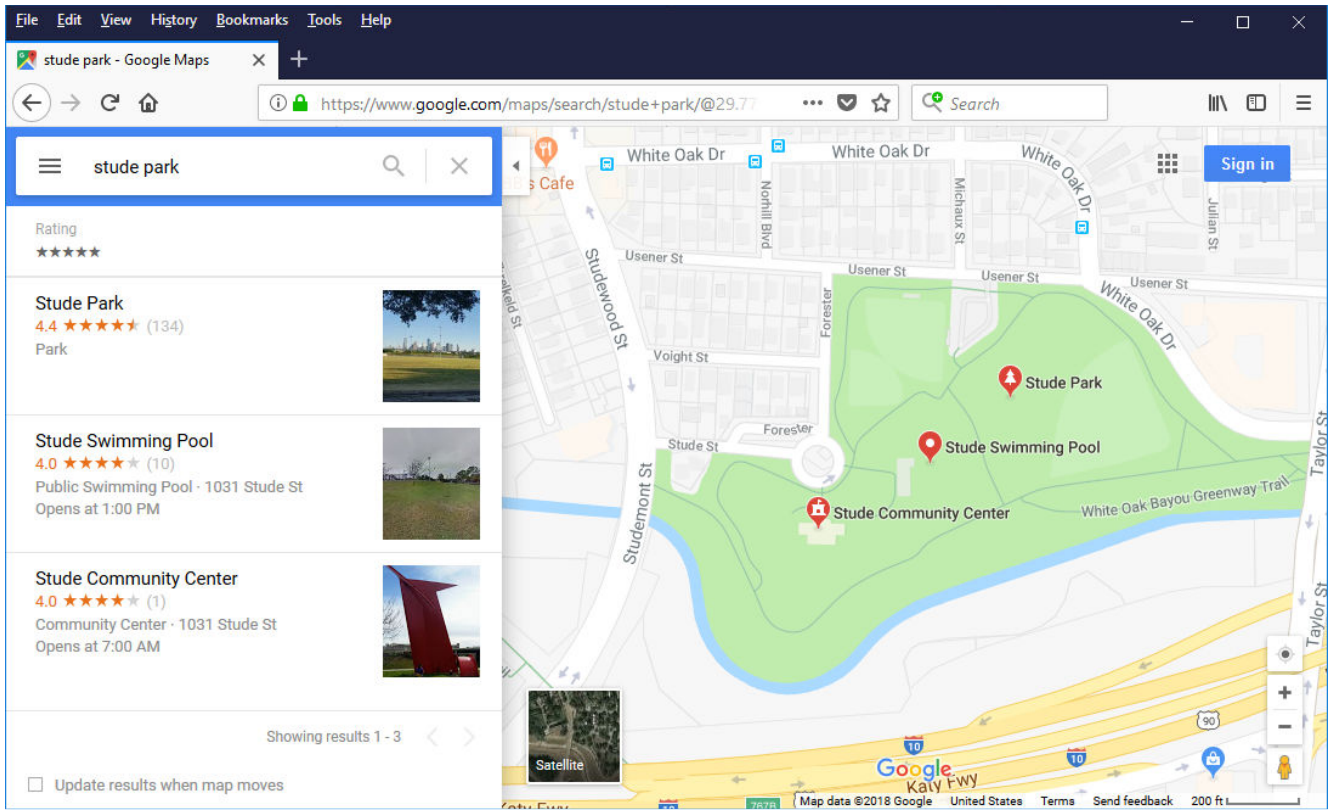 File Edit View History Bookmarks Tools Help
stude park - Google Maps
https://www.google.com/maps/search/stude+park/@29.77
Search
stude park
Sign in
Rating
Stude Park
4.4 (134)
Park
Stude Swimming Pool
4.0 (10)
Public Swimming Pool · 1031 Stude St
Opens at 1:00 PM
Stude Community Center
4.0 (1)
Community Center · 1031 Stude St
Opens at 7:00 AM
Showing results 1 - 3
Update results when map moves
s Cafe
White Oak Dr
White Oak Dr
White Oak Dr
Norhill Blvd
Michaux St
Julian St
Usener St
Usener St
Usener St
Usener St
White Oak Dr
Studewood St
Forester
Voight St
Stude Park
Forester
Stude St
Stude Swimming Pool
Taylor St
Studemont St
Stude Community Center
White Oak Bayou Greenway Trail
Taylor St
90
Satellite
10
10
Google
Katy Fwy
Katy Fwy
10
767B
Map data ©2018 Google United States Terms Send feedback 200 ft